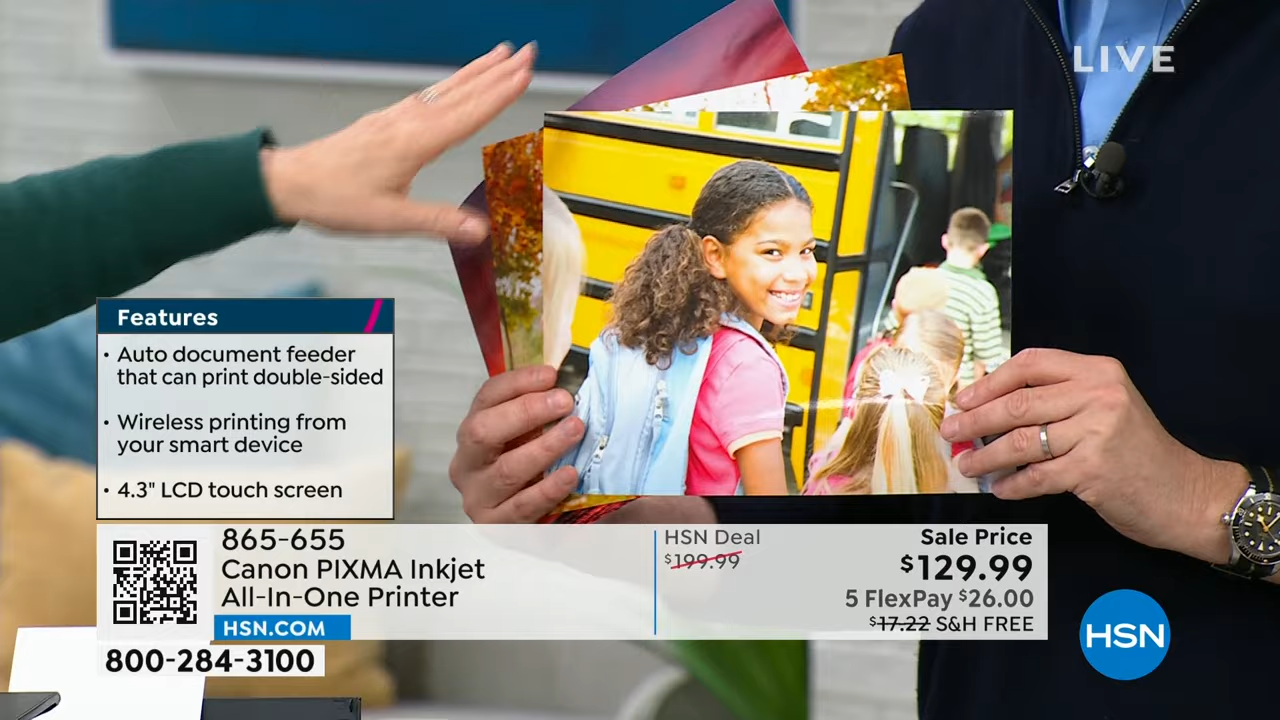 LIVE
Features
• Auto document feeder
that can print double-sided
• Wireless printing from
your smart device
• 4.3" LCD touch screen
865-655
Canon PIXMA Inkjet
All-In-One Printer
HSN.COM
800-284-3100
HSN Deal
$199.99
Sale Price
$129.99
5 FlexPay $26.00
$17.22 S&H FREE
HSN